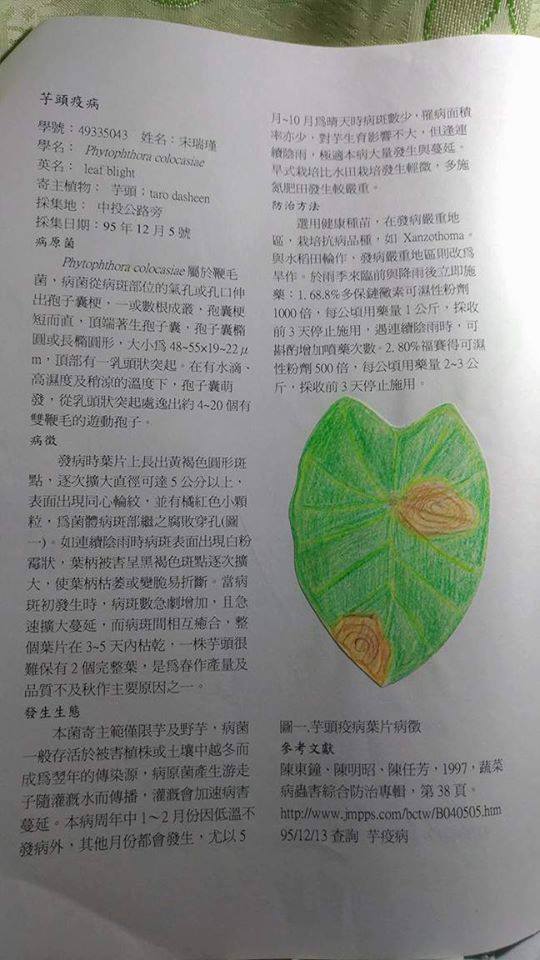 芋頭疫病
學號：49335043 姓名：宋瑞瑾
學名： Phytophthora colocasiae
英名： leaf blight
寄主植物： 芋頭；taro dasheen
採集地： 中投公路旁
採集日期：95 年 12 月 5 號
病原菌
Phytophthora colocasiae 屬於鞭毛
菌，病菌從病斑部位的氣孔或孔口伸
出孢子囊梗，一或數根成叢，孢囊梗
短而直，頂端著生孢子囊，孢子囊橢
圓或長橢圓形，大小為 48~55×19~22μ
m，頂部有一乳頭狀突起。在有水滴、
高濕度及稍涼的溫度下，孢子囊萌
發，從乳頭狀突起處逸出約 4~20 個有
雙鞭毛的遊動孢子。
病徵
發病時葉片上長出黃褐色圓形斑
點，逐次擴大直徑可達 5 公分以上，
表面出現同心輪紋，並有橘紅色小顆
粒，為菌體病斑部繼之腐敗穿孔(圖
一)。如連續陰雨時病斑表面出現白粉
霉狀，葉柄被害呈黑褐色斑點逐次擴
大，使葉柄枯萎或變脆易折斷。當病
斑初發生時，病斑數急劇增加，且急
速擴大蔓延，而病斑間相互癒合，整
個葉片在 3~5 天內枯乾，一株芋頭很
難保有 2 個完整葉，是為春作產量及
品質不及秋作主要原因之一。
發生生態
本菌寄主範僅限芋及野芋，病菌
一般存活於被害植株或土壤中越冬而
成為翌年的傳染源，病原菌產生游走
子隨灌溉水而傳播，灌溉會加速病害
蔓延。本病周年中 1～2 月份因低溫不
發病外，其他月份都會發生，尤以 5
月~10 月為晴天時病斑數少，罹病面積
率亦少，對芋生育影響不大，但逢連
續陰雨，極適本病大量發生與蔓延。
旱式栽培比水田栽培發生輕微，多施
氮肥田發生較嚴重。
防治方法
選用健康種苗，在發病嚴重地
區，栽培抗病品種，如 Xanzothoma。
與水稻田輪作，發病嚴重地區則改為
旱作。於雨季來臨前與降雨後立即施
藥：1. 68.8%多保鏈黴素可濕性粉劑
1000 倍，每公頃用藥量 1 公斤，採收
前 3 天停止施用，遇連續陰雨時，可
斟酌增加噴藥次數。2. 80%福賽得可濕
性粉劑 500 倍，每公頃用藥量 2~3 公
斤，採收前 3 天停止施用。
圖一.芋頭疫病葉片病徵
參考文獻
陳東鐘、陳明昭、陳任芳，1997，蔬菜
病蟲害綜合防治專輯，第 38 頁。
http://www.jmpps.com/bctw/B040505.htm
95/12/13 查詢 芋疫病